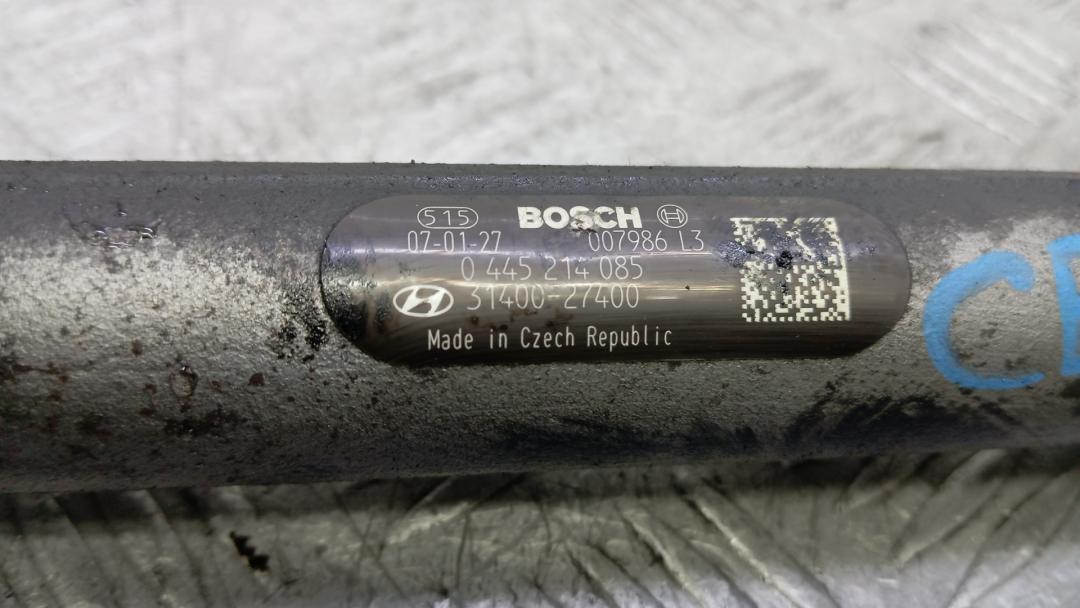 515 BOSCH
07-01-27 007986 L3
0 445 214 085
31400-27400
Made in Czech Republic